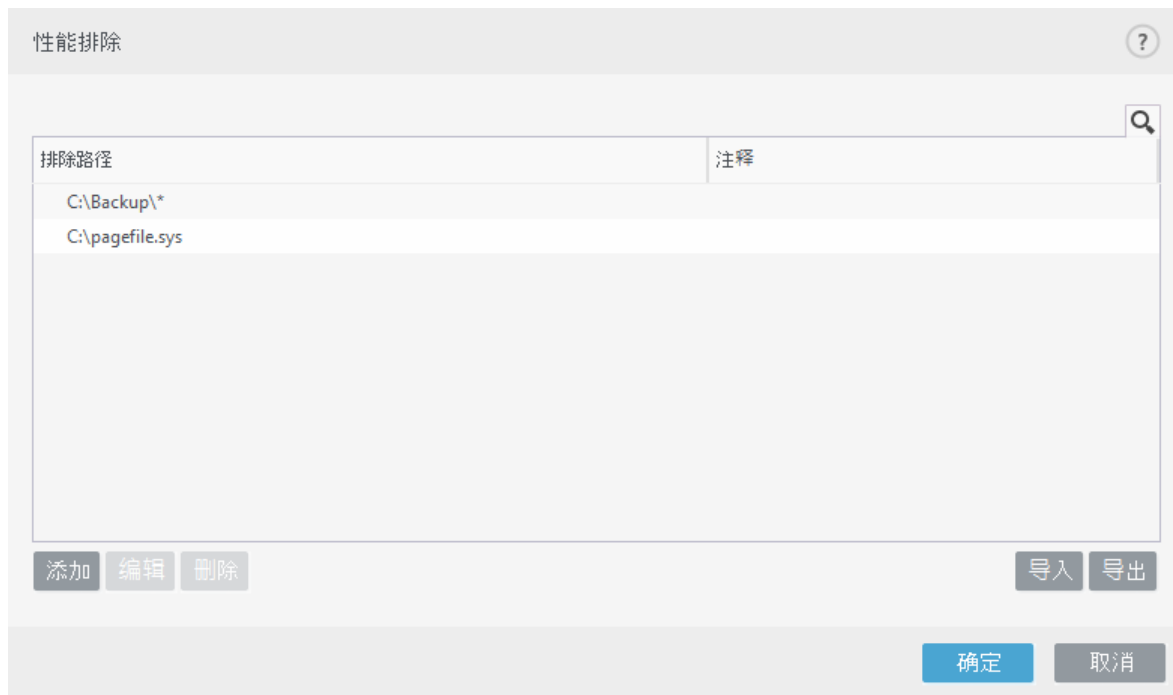 性能排除 ?
排除路径 注释
C:\Backup\*
C:\pagefile.sys
添加 编辑 删除 导入 导出
确定 取消